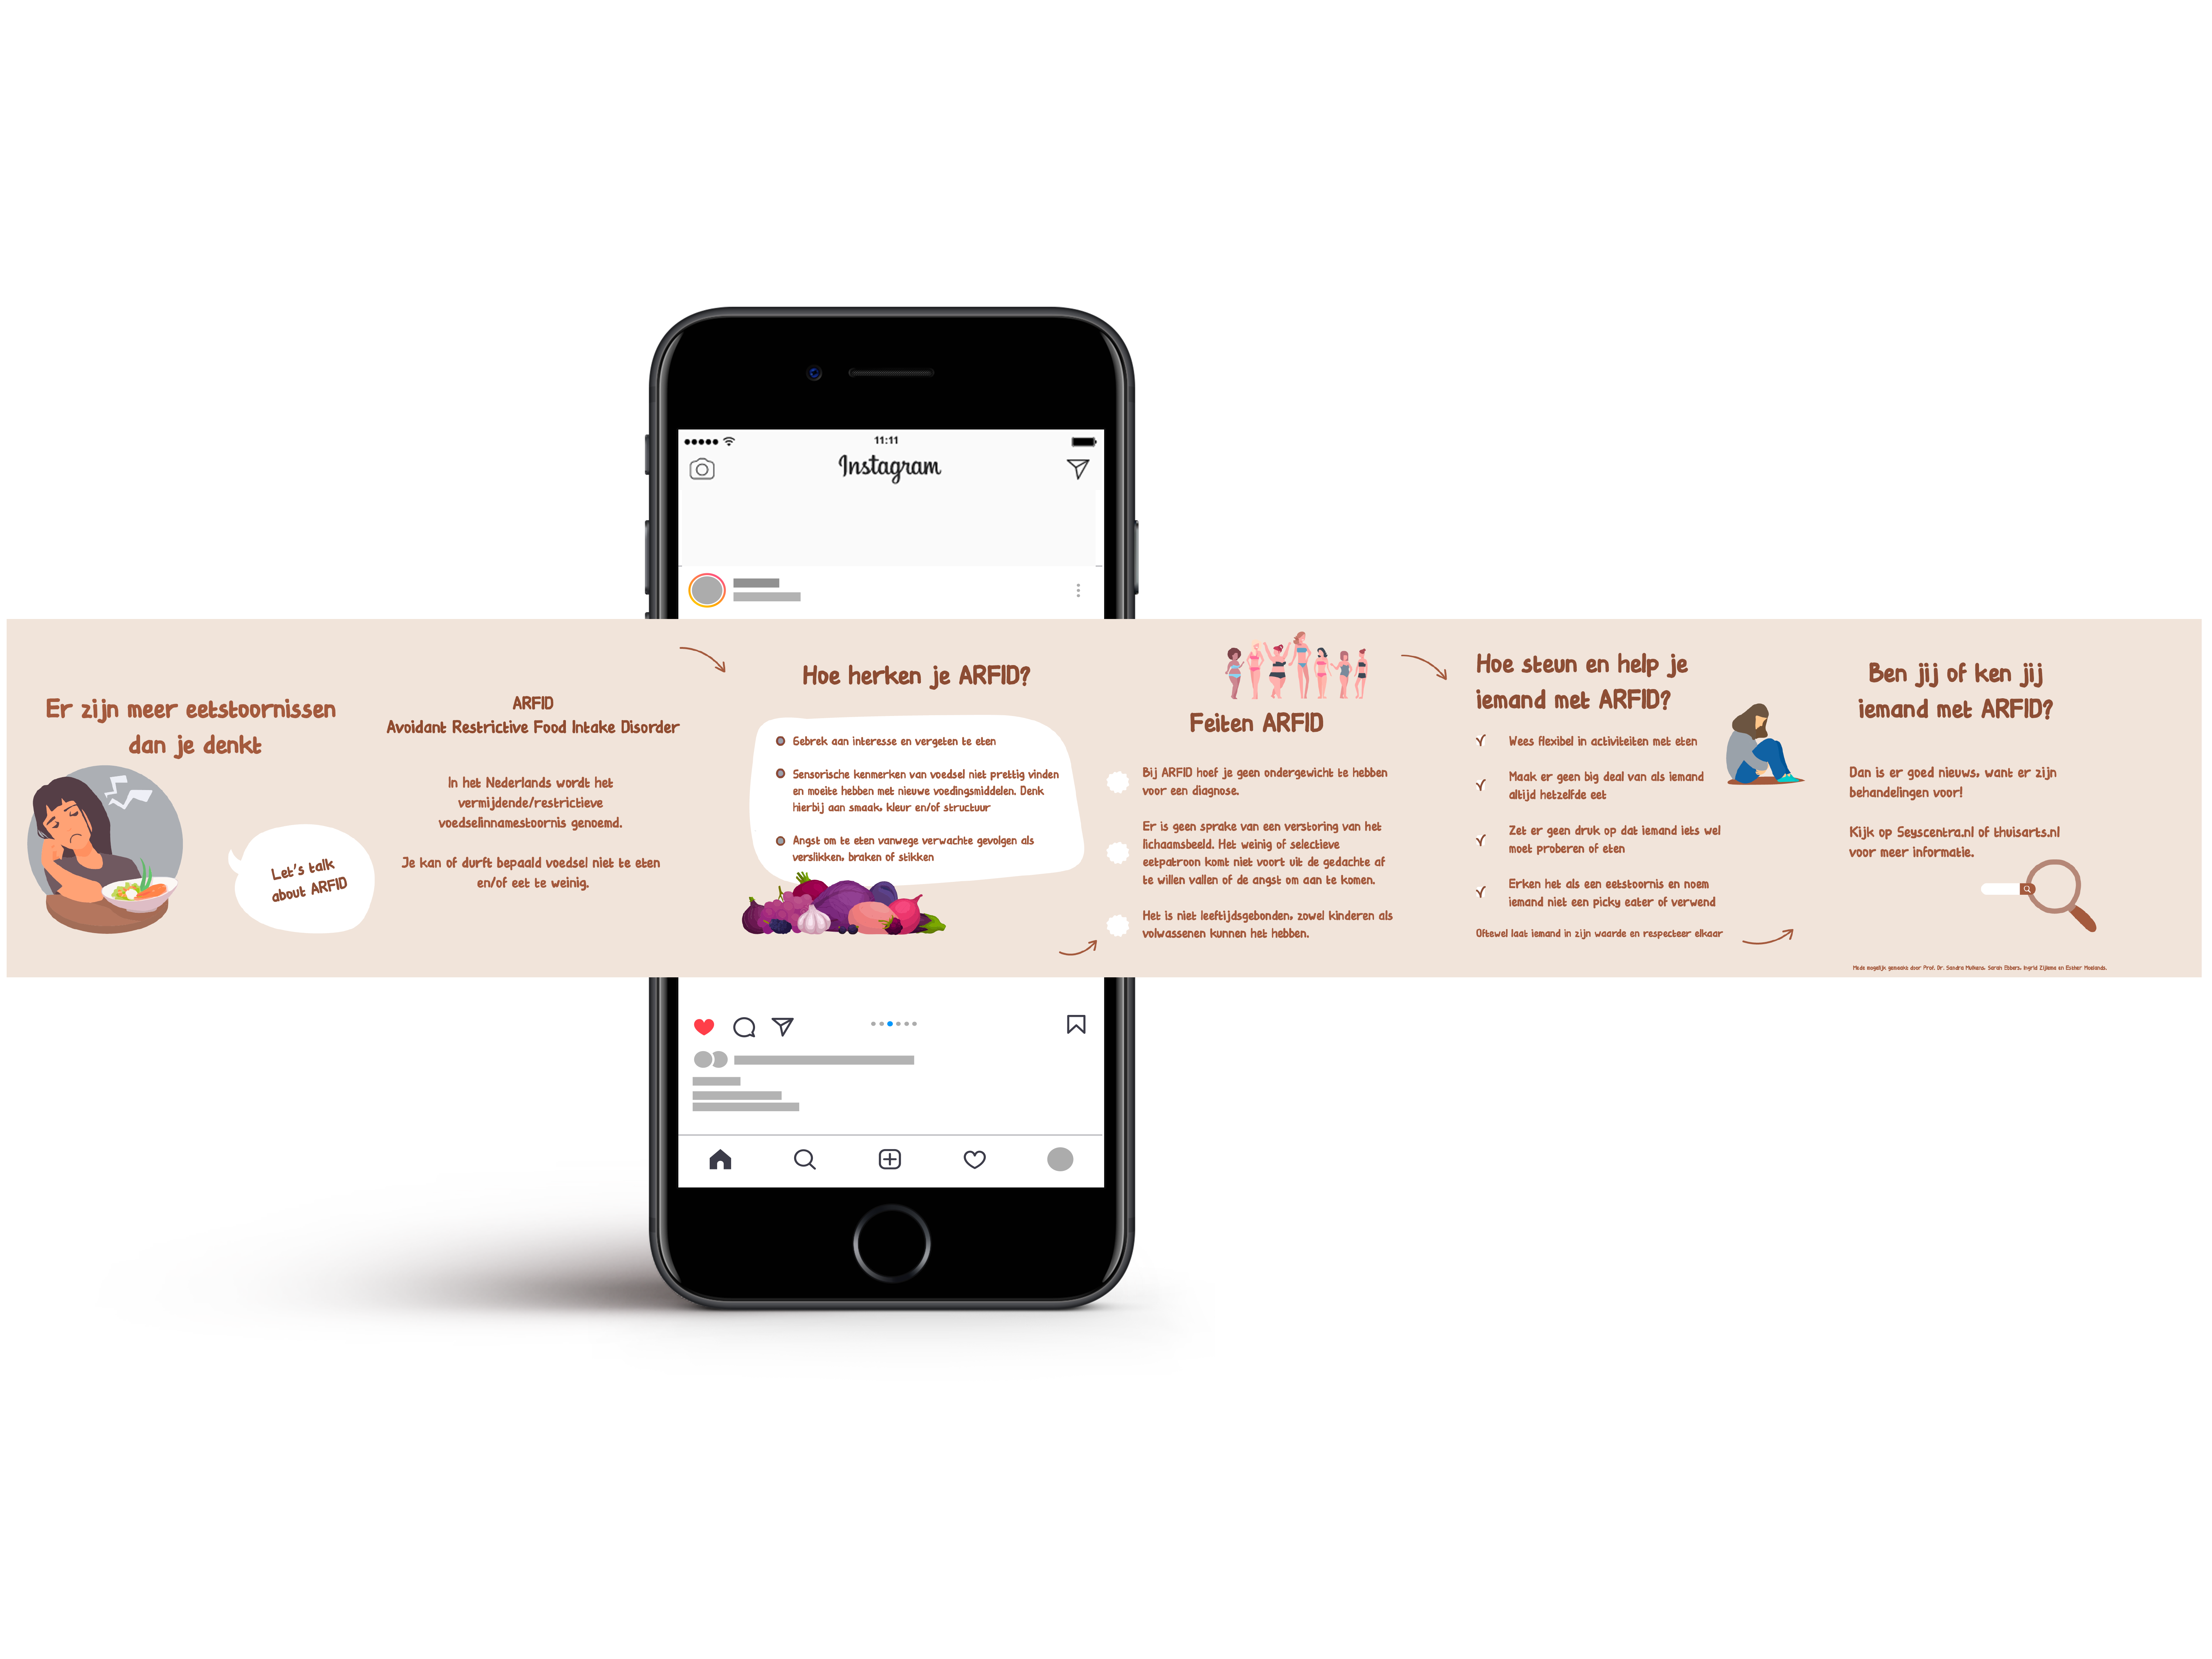 11:11
Instagram
Er zijn meer eetstoornissen
dan je denkt
Let's talk
about ARFID
ARFID
Avoidant Restrictive Food Intake Disorder
In het Nederlands wordt het
vermijdende/restrictieve
voedselinnamestoornis genoemd.
Je kan of durft bepaald voedsel niet te eten
en/of eet te weinig.
Hoe herken je ARFID?
Gebrek aan interesse en vergeten te eten
Sensorische kenmerken van voedsel niet prettig vinden
en moeite hebben met nieuwe voedingsmiddelen. Denk
hierbij aan smaak, kleur en/of structuur
Angst om te eten vanwege verwachte gevolgen als
verslikken, braken of stikken
Feiten ARFID
Bij ARFID hoef je geen ondergewicht te hebben
voor een diagnose.
Er is geen sprake van een verstoring van het
lichaamsbeeld. Het weinig of selectieve
eetpatroon komt niet voort uit de gedachte af
te willen vallen of de angst om aan te komen.
Het is niet leeftijdsgebonden, zowel kinderen als
volwassenen kunnen het hebben.
Hoe steun en help je
iemand met ARFID?
Wees flexibel in activiteiten met eten
Maak er geen big deal van als iemand
altijd hetzelfde eet
Zet er geen druk op dat iemand iets wel
moet proberen of eten
Erken het als een eetstoornis en noem
iemand niet een picky eater of verwend
Oftewel laat iemand in zijn waarde en respecteer elkaar
Ben jij of ken jij
iemand met ARFID?
Dan is er goed nieuws, want er zijn
behandelingen voor!
Kijk op Seyscentra.nl of thuisarts.nl
voor meer informatie.
Mede mogelijk gemaakt door Prof. Dr. Sandra Mulkens, Sarah Ebbers, Ingrid Zijlema en Esther Moelands.